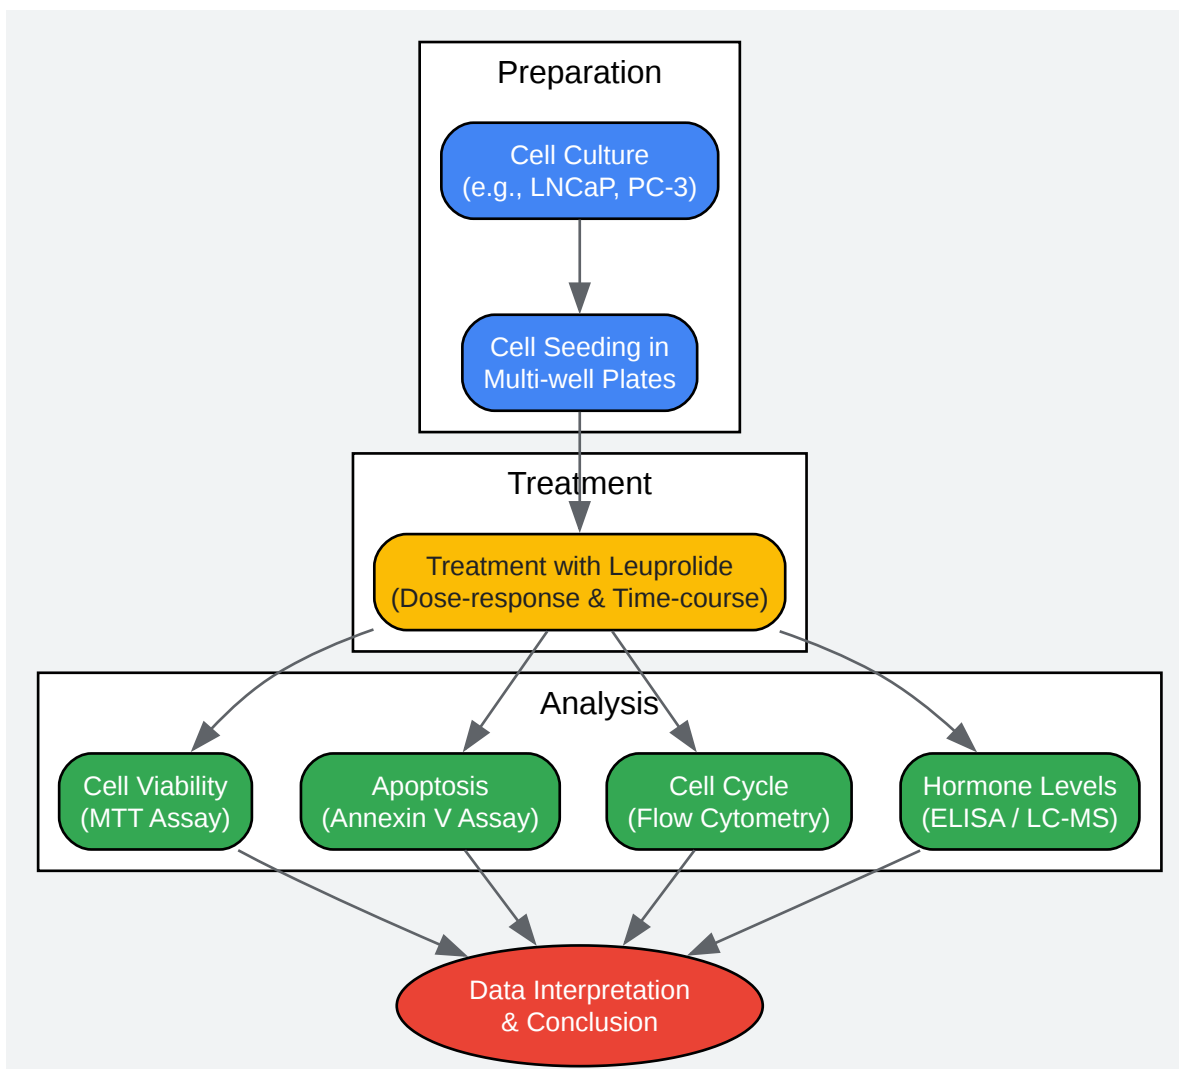 Preparation
Cell Culture
(e.g., LNCaP, PC-3)
Cell Seeding in
Multi-well Plates
Treatment
Treatment with Leuprolide
(Dose-response & Time-course)
Analysis
Cell Viability
(MTT Assay)
Apoptosis
(Annexin V Assay)
Cell Cycle
(Flow Cytometry)
Hormone Levels
(ELISA / LC-MS)
Data Interpretation
& Conclusion